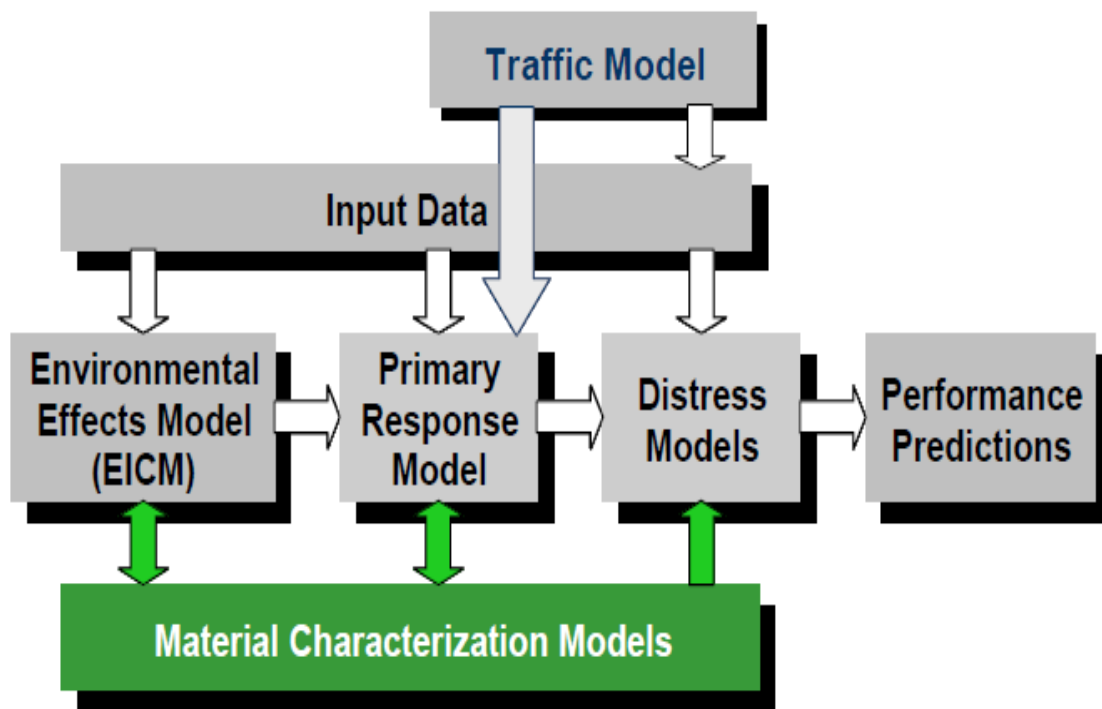 Traffic Model
Input Data
Environmental
Effects Model
(EICM)
Primary
Response
Model
Distress
Models
Performance
Predictions
Material Characterization Models